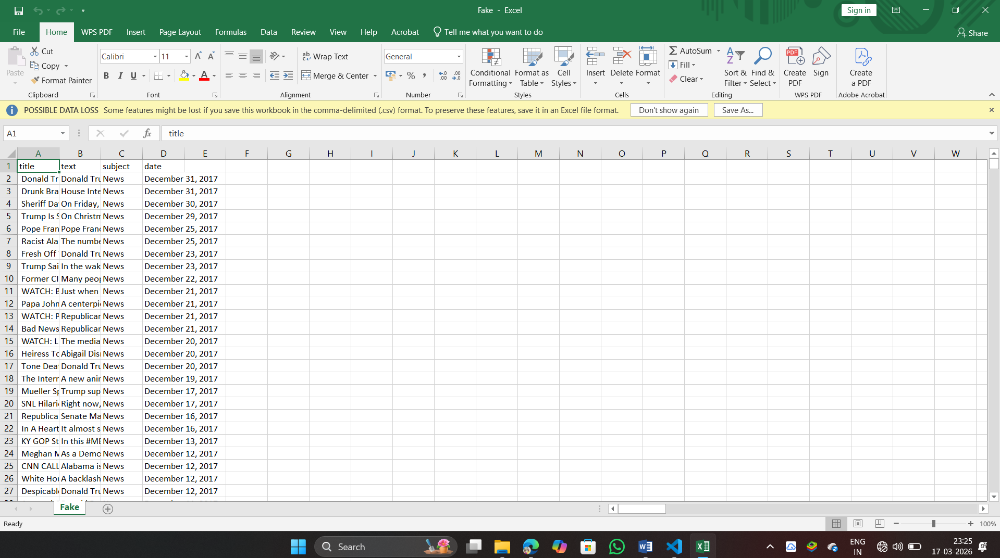 Fake - Excel
Sign in
File Home WPS PDF Insert Page Layout Formulas Data Review View Help Acrobat Tell me what you want to do Share
Paste Cut Copy Format Painter Clipboard
Calibri 11 B I U Font
Wrap Text Merge & Center Alignment
General % , Number
Conditional Formatting Format as Table Cell Styles Styles
Insert Delete Format Cells
AutoSum Fill Clear Sort & Filter Find & Select Editing
Create PDF Sign WPS PDF
Create a PDF Adobe Acrobat
POSSIBLE DATA LOSS Some features might be lost if you save this workbook in the comma-delimited (.csv) format. To preserve these features, save it in an Excel file format. Don't show again Save As...
A1 fx title
A B C D E F G H I J K L M N O P Q R S T U V W
1 title text subject date
2 Donald Tr Donald Tru News December 31, 2017
3 Drunk Bra House Inte News December 31, 2017
4 Sheriff Da On Friday, News December 30, 2017
5 Trump Is S On Christm News December 29, 2017
6 Pope Fran Pope Franc News December 25, 2017
7 Racist Ala The numbe News December 25, 2017
8 Fresh Off Donald Tru News December 23, 2017
9 Trump Sai In the wak News December 23, 2017
10 Former CI Many peop News December 22, 2017
11 WATCH: B Just when News December 21, 2017
12 Papa John A centerpi News December 21, 2017
13 WATCH: P Republican News December 21, 2017
14 Bad News Republican News December 21, 2017
15 WATCH: L The media News December 20, 2017
16 Heiress To Abigail Dis News December 20, 2017
17 Tone Deaf Donald Tru News December 20, 2017
18 The Intern A new anim News December 19, 2017
19 Mueller Sp Trump sup News December 17, 2017
20 SNL Hilari Right now, News December 17, 2017
21 Republica Senate Ma News December 16, 2017
22 In A Heart It almost s News December 16, 2017
23 KY GOP St In this #ME News December 13, 2017
24 Meghan M As a Demo News December 12, 2017
25 CNN CALL Alabama is News December 12, 2017
26 White Hou A backlash News December 12, 2017
27 Despicable Donald Tru News December 12, 2017
Fake
Ready 100%
Search
ENG
IN
23:25
17-03-2026